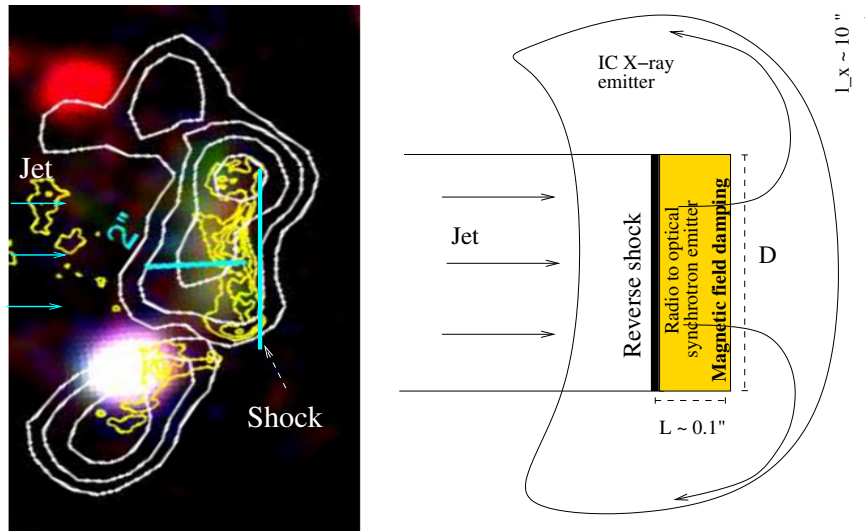 Jet
2"
Shock
IC X-ray
emitter
l_x ~ 10 "
Jet
Reverse shock
Radio to optical
synchrotron emitter
Magnetic field damping
D
L ~ 0.1"